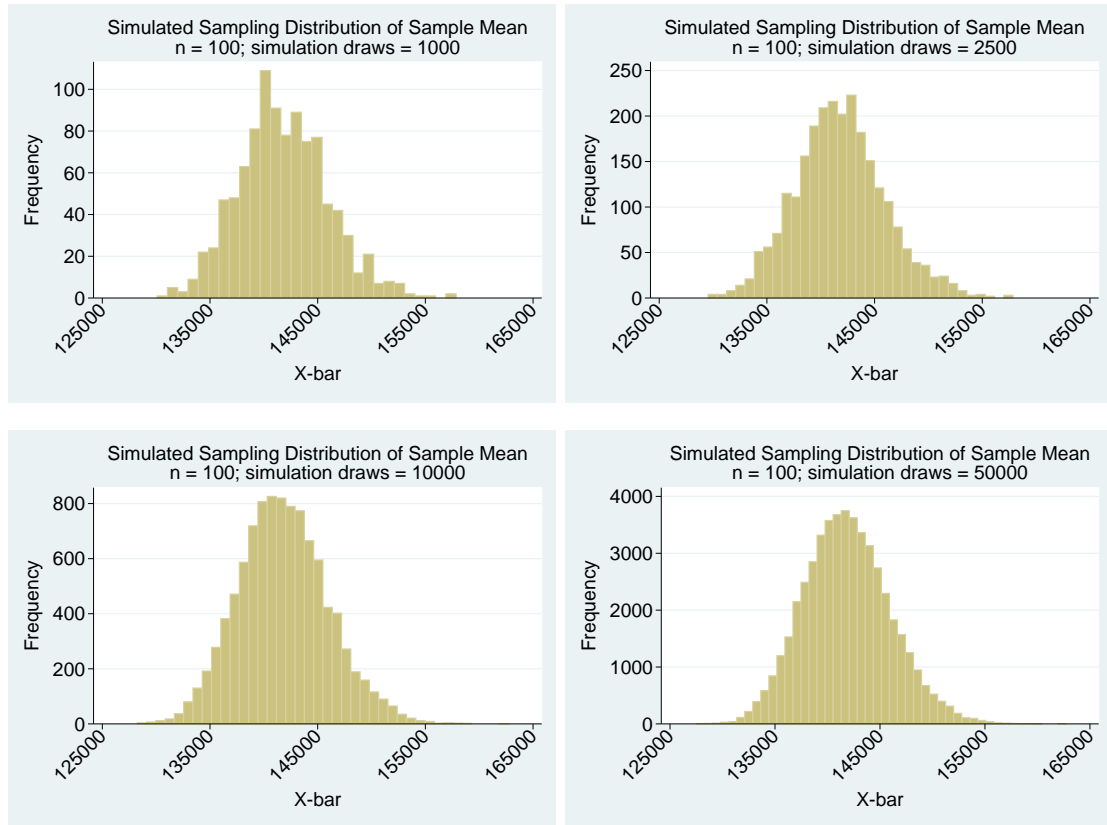 Simulated Sampling Distribution of Sample Mean
n = 100; simulation draws = 1000
Frequency
100
80
60
40
20
0
125000
135000
145000
155000
165000
X-bar
Simulated Sampling Distribution of Sample Mean
n = 100; simulation draws = 2500
Frequency
250
200
150
100
50
0
125000
135000
145000
155000
165000
X-bar
Simulated Sampling Distribution of Sample Mean
n = 100; simulation draws = 10000
Frequency
800
600
400
200
0
125000
135000
145000
155000
165000
X-bar
Simulated Sampling Distribution of Sample Mean
n = 100; simulation draws = 50000
Frequency
4000
3000
2000
1000
0
125000
135000
145000
155000
165000
X-bar